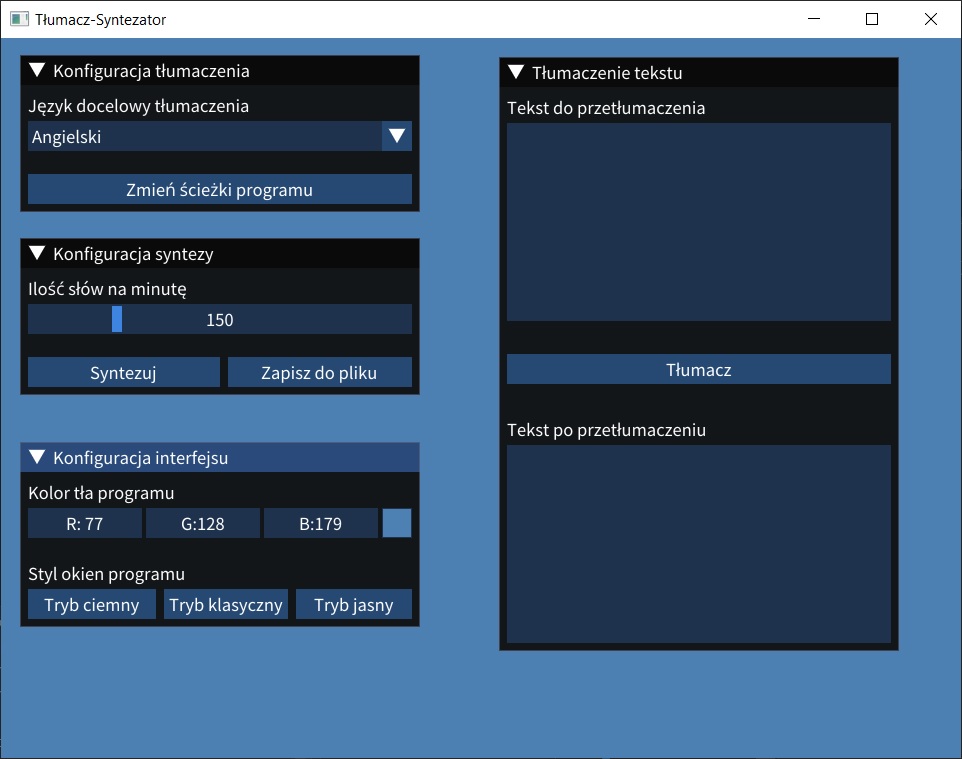 Tłumacz-Syntezator
Konfiguracja tłumaczenia
Język docelowy tłumaczenia
Angielski
Zmień ścieżki programu
Konfiguracja syntezy
Ilość słów na minutę
150
Syntezuj Zapisz do pliku
Konfiguracja interfejsu
Kolor tła programu
R: 77 G:128 B:179
Styl okien programu
Tryb ciemny Tryb klasyczny Tryb jasny
Tłumaczenie tekstu
Tekst do przetłumaczenia
Tłumacz
Tekst po przetłumaczeniu